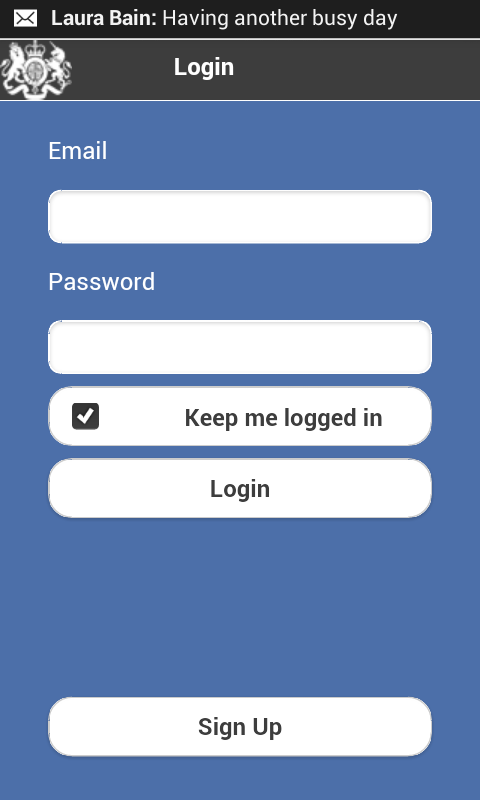 Laura Bain: Having another busy day
Login
Email
Password
Keep me logged in
Login
Sign Up